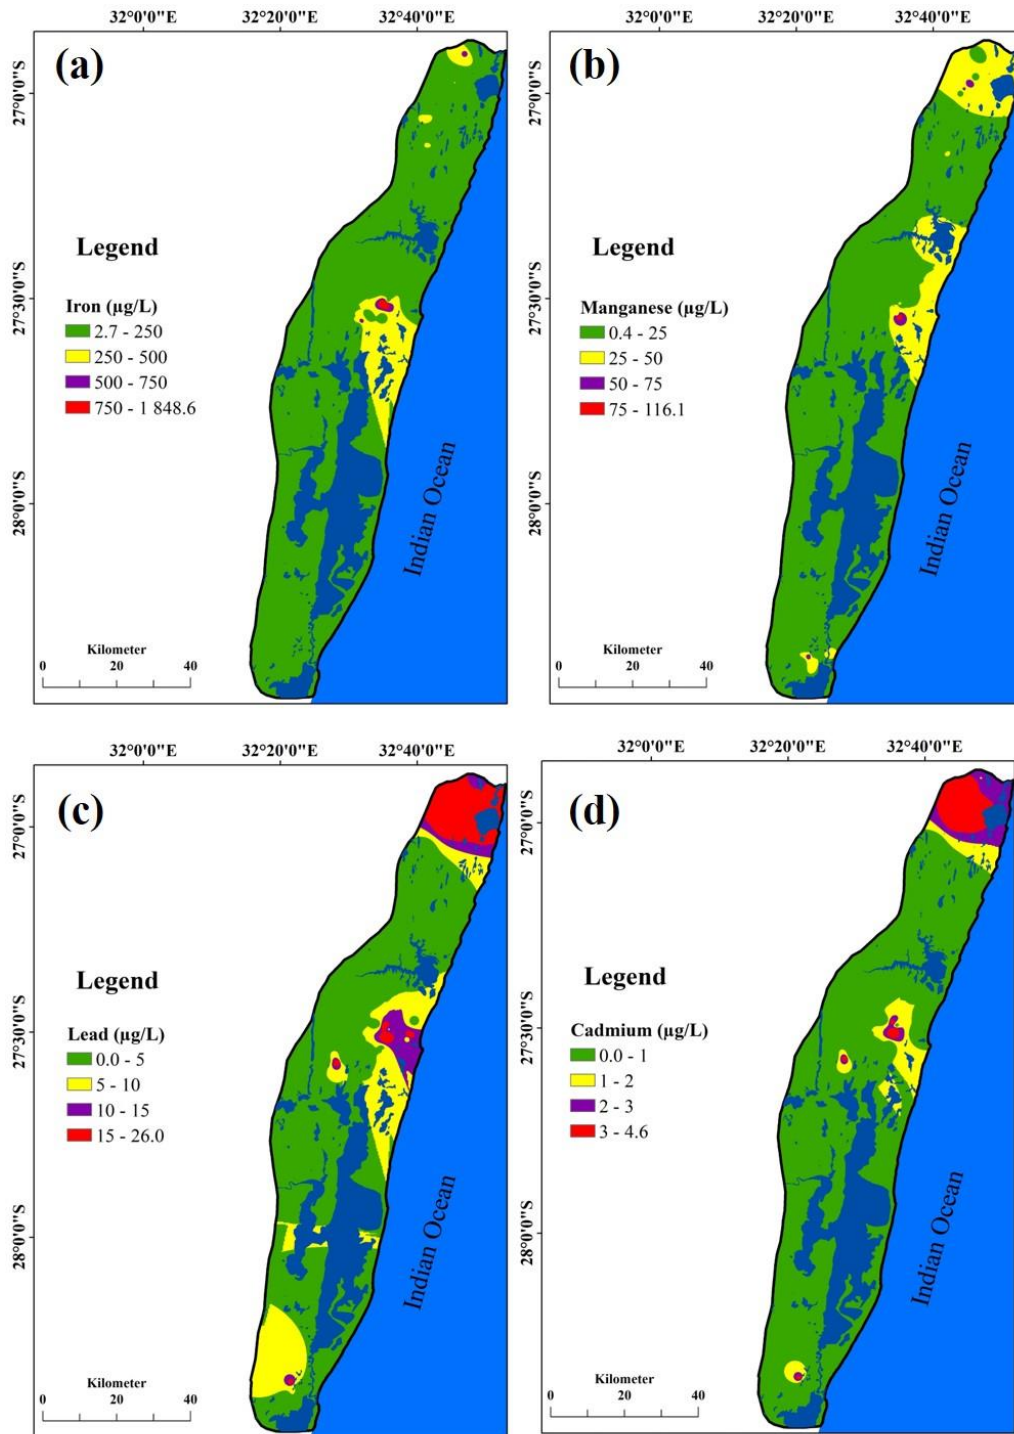 32°0'0"E 32°20'0"E 32°40'0"E
(a)
27°0'0"S
27°30'0"S
28°0'0"S
Legend
Iron (µg/L)
2.7 - 250
250 - 500
500 - 750
750 - 1 848.6
Indian Ocean
Kilometer
0 20 40
32°0'0"E 32°20'0"E 32°40'0"E
(b)
27°0'0"S
27°30'0"S
28°0'0"S
Legend
Manganese (µg/L)
0.4 - 25
25 - 50
50 - 75
75 - 116.1
Indian Ocean
Kilometer
0 20 40
32°0'0"E 32°20'0"E 32°40'0"E
(c)
27°0'0"S
27°30'0"S
28°0'0"S
Legend
Lead (µg/L)
0.0 - 5
5 - 10
10 - 15
15 - 26.0
Indian Ocean
Kilometer
0 20 40
32°0'0"E 32°20'0"E 32°40'0"E
(d)
27°0'0"S
27°30'0"S
28°0'0"S
Legend
Cadmium (µg/L)
0.0 - 1
1 - 2
2 - 3
3 - 4.6
Indian Ocean
Kilometer
0 20 40